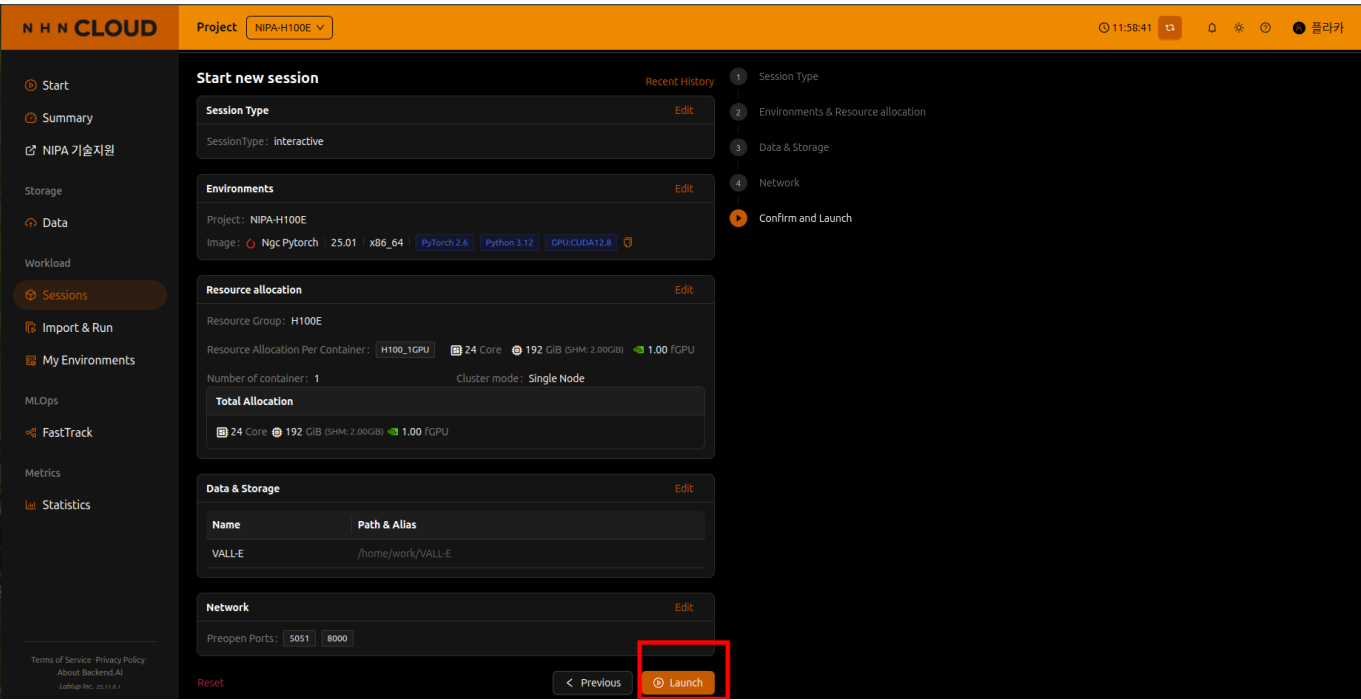 NHN CLOUD
Project NIPA-H100E
11:58:41
플라카
Start
Summary
NIPA 기술지원
Storage
Data
Workload
Sessions
Import & Run
My Environments
MLOps
FastTrack
Metrics
Statistics
Terms of Service · Privacy Policy ·
About Backend.AI
Lablup Inc. 25.11.0.1
Start new session
Recent History
Session Type Edit
SessionType: interactive
Environments Edit
Project: NIPA-H100E
Image: Ngc Pytorch 25.01 x86_64 PyTorch 2.6 Python 3.12 GPU:CUDA12.8
Resource allocation Edit
Resource Group: H100E
Resource Allocation Per Container: H100_1GPU 24 Core 192 GiB (SHM: 2.00GiB) 1.00 fGPU
Number of container: 1 Cluster mode: Single Node
Total Allocation
24 Core 192 GiB (SHM: 2.00GiB) 1.00 fGPU
Data & Storage Edit
Name Path & Alias
VALL-E /home/work/VALL-E
Network Edit
Preopen Ports: 5051 8000
Reset
Previous
Launch
1 Session Type
2 Environments & Resource allocation
3 Data & Storage
4 Network
Confirm and Launch